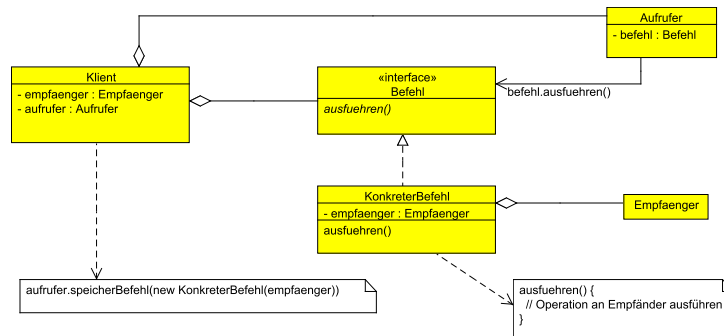 Aufrufer
- befehl : Befehl
Klient
- empfaenger : Empfaenger
- aufrufer : Aufrufer
«interface»
Befehl
ausfuehren()
befehl.ausfuehren()
KonkreterBefehl
- empfaenger : Empfaenger
ausfuehren()
Empfaenger
aufrufer.speicherBefehl(new KonkreterBefehl(empfaenger))
ausfuehren() {
// Operation an Empfänder ausführen
}